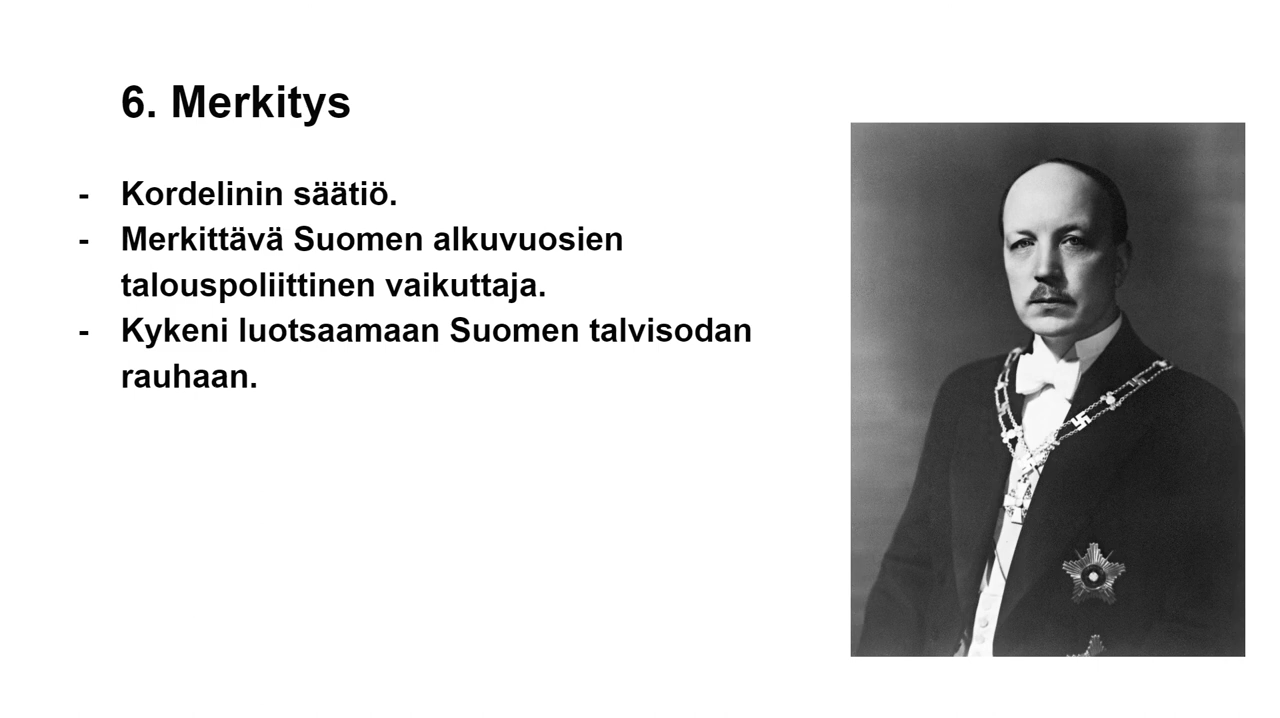 6. Merkitys
- Kordelinin säätiö.
- Merkittävä Suomen alkuvuosien
talouspoliittinen vaikuttaja.
- Kykeni luotsaamaan Suomen talvisodan
rauhaan.